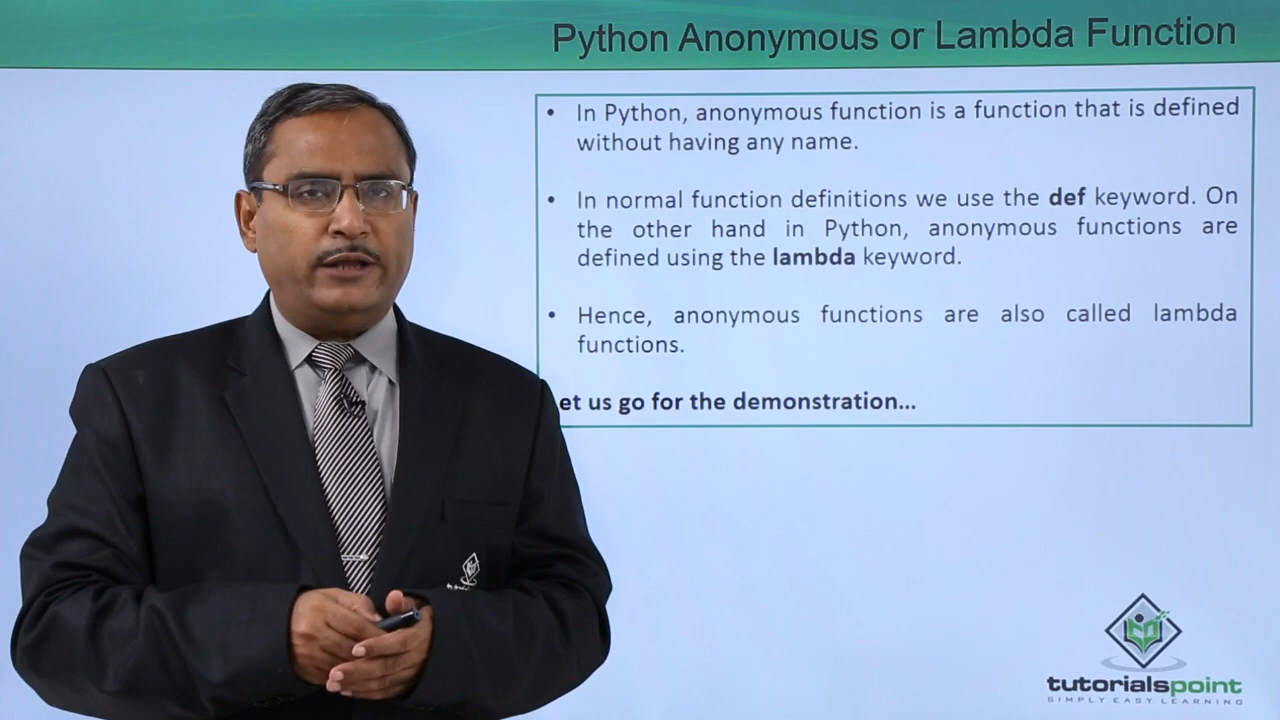 Python Anonymous or Lambda Function
• In Python, anonymous function is a function that is defined
without having any name.
• In normal function definitions we use the def keyword. On
the other hand in Python, anonymous functions are
defined using the lambda keyword.
• Hence, anonymous functions are also called lambda
functions.
et us go for the demonstration...
tutorialspoint
SIMPLY EASY LEARNING